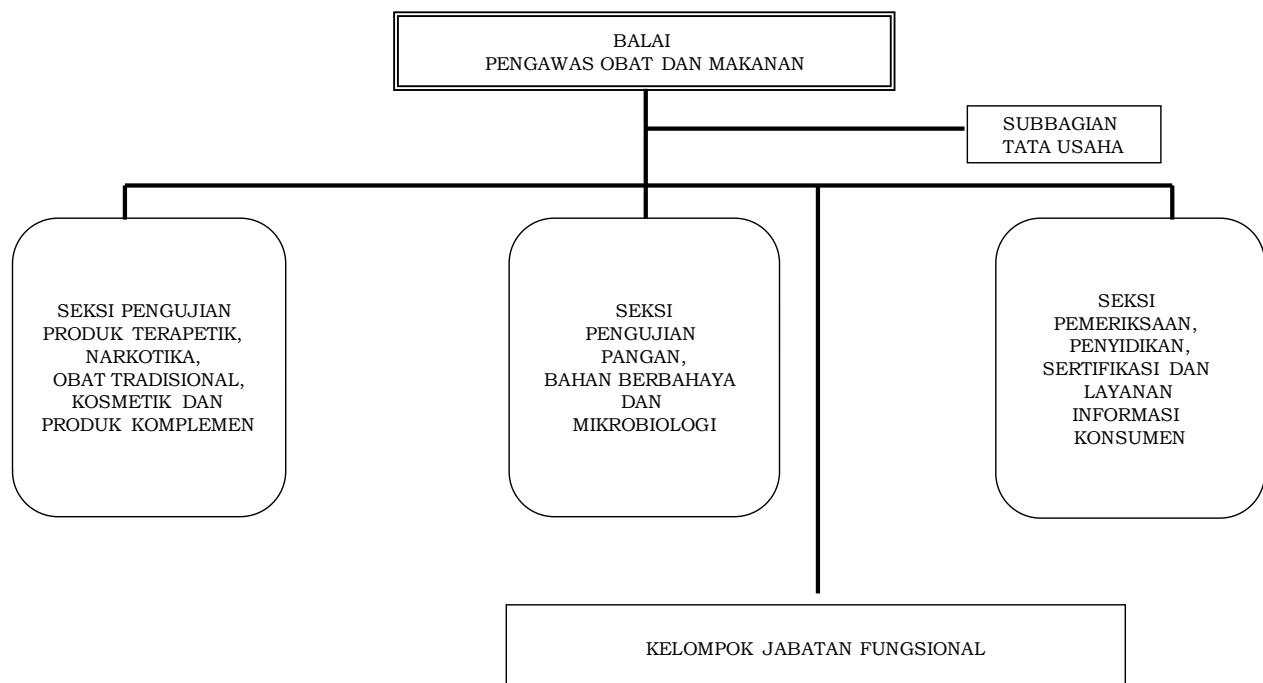 BALAI
PENGAWAS OBAT DAN MAKANAN
SUBBAGIAN
TATA USAHA
SEKSI PENGUJIAN
PRODUK TERAPETIK,
NARKOTIKA,
OBAT TRADISIONAL,
KOSMETIK DAN
PRODUK KOMPLEMEN
SEKSI
PENGUJIAN
PANGAN,
BAHAN BERBAHAYA
DAN
MIKROBIOLOGI
SEKSI
PEMERIKSAAN,
PENYIDIKAN,
SERTIFIKASI DAN
LAYANAN
INFORMASI
KONSUMEN
KELOMPOK JABATAN FUNGSIONAL